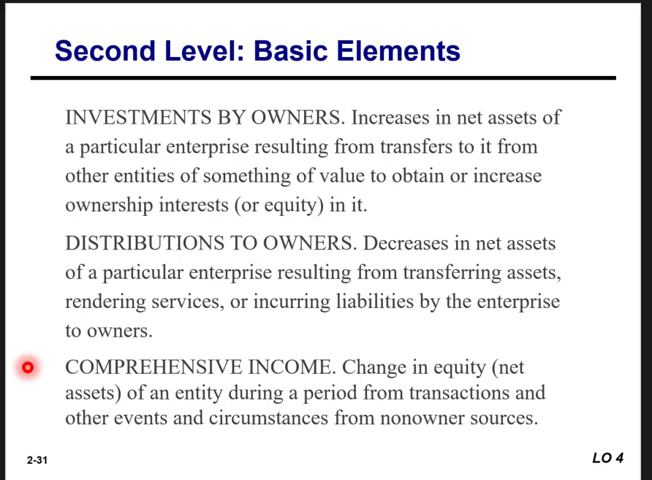 Second Level: Basic Elements
INVESTMENTS BY OWNERS. Increases in net assets of
a particular enterprise resulting from transfers to it from
other entities of something of value to obtain or increase
ownership interests (or equity) in it.
DISTRIBUTIONS TO OWNERS. Decreases in net assets
of a particular enterprise resulting from transferring assets,
rendering services, or incurring liabilities by the enterprise
to owners.
COMPREHENSIVE INCOME. Change in equity (net
assets) of an entity during a period from transactions and
other events and circumstances from nonowner sources.
2-31
LO 4